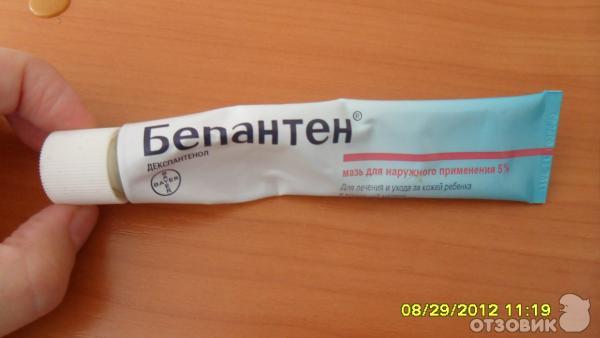 Бепантен®
ДЕКСПАНТЕНОЛ
BAYER
мазь для наружного применения 5%
Для лечения и ухода за кожей ребенка
08/29/2012 11:19
ОТЗОВИК